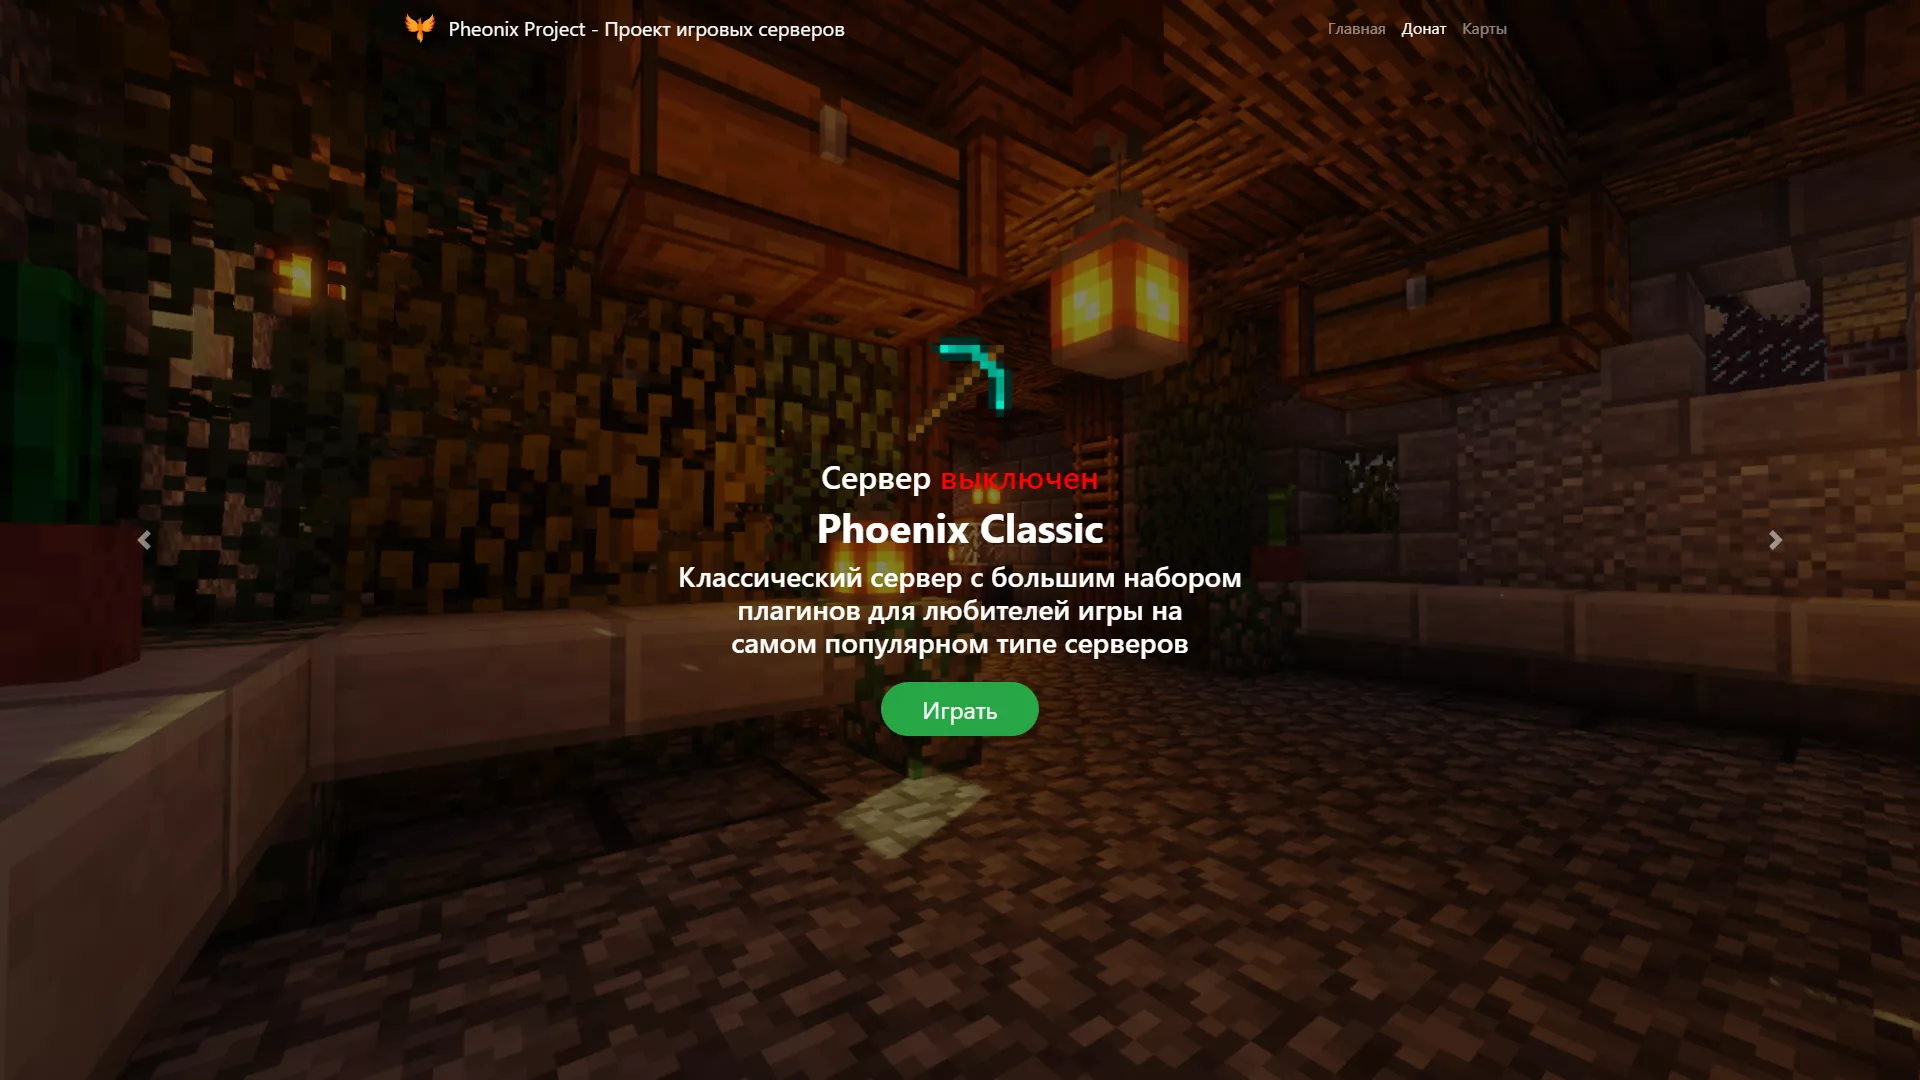 Pheonix Project - Проект игровых серверов
Главная Донат Карты
Сервер выключен
Phoenix Classic
Классический сервер с большим набором
плагинов для любителей игры на
самом популярном типе серверов
Играть